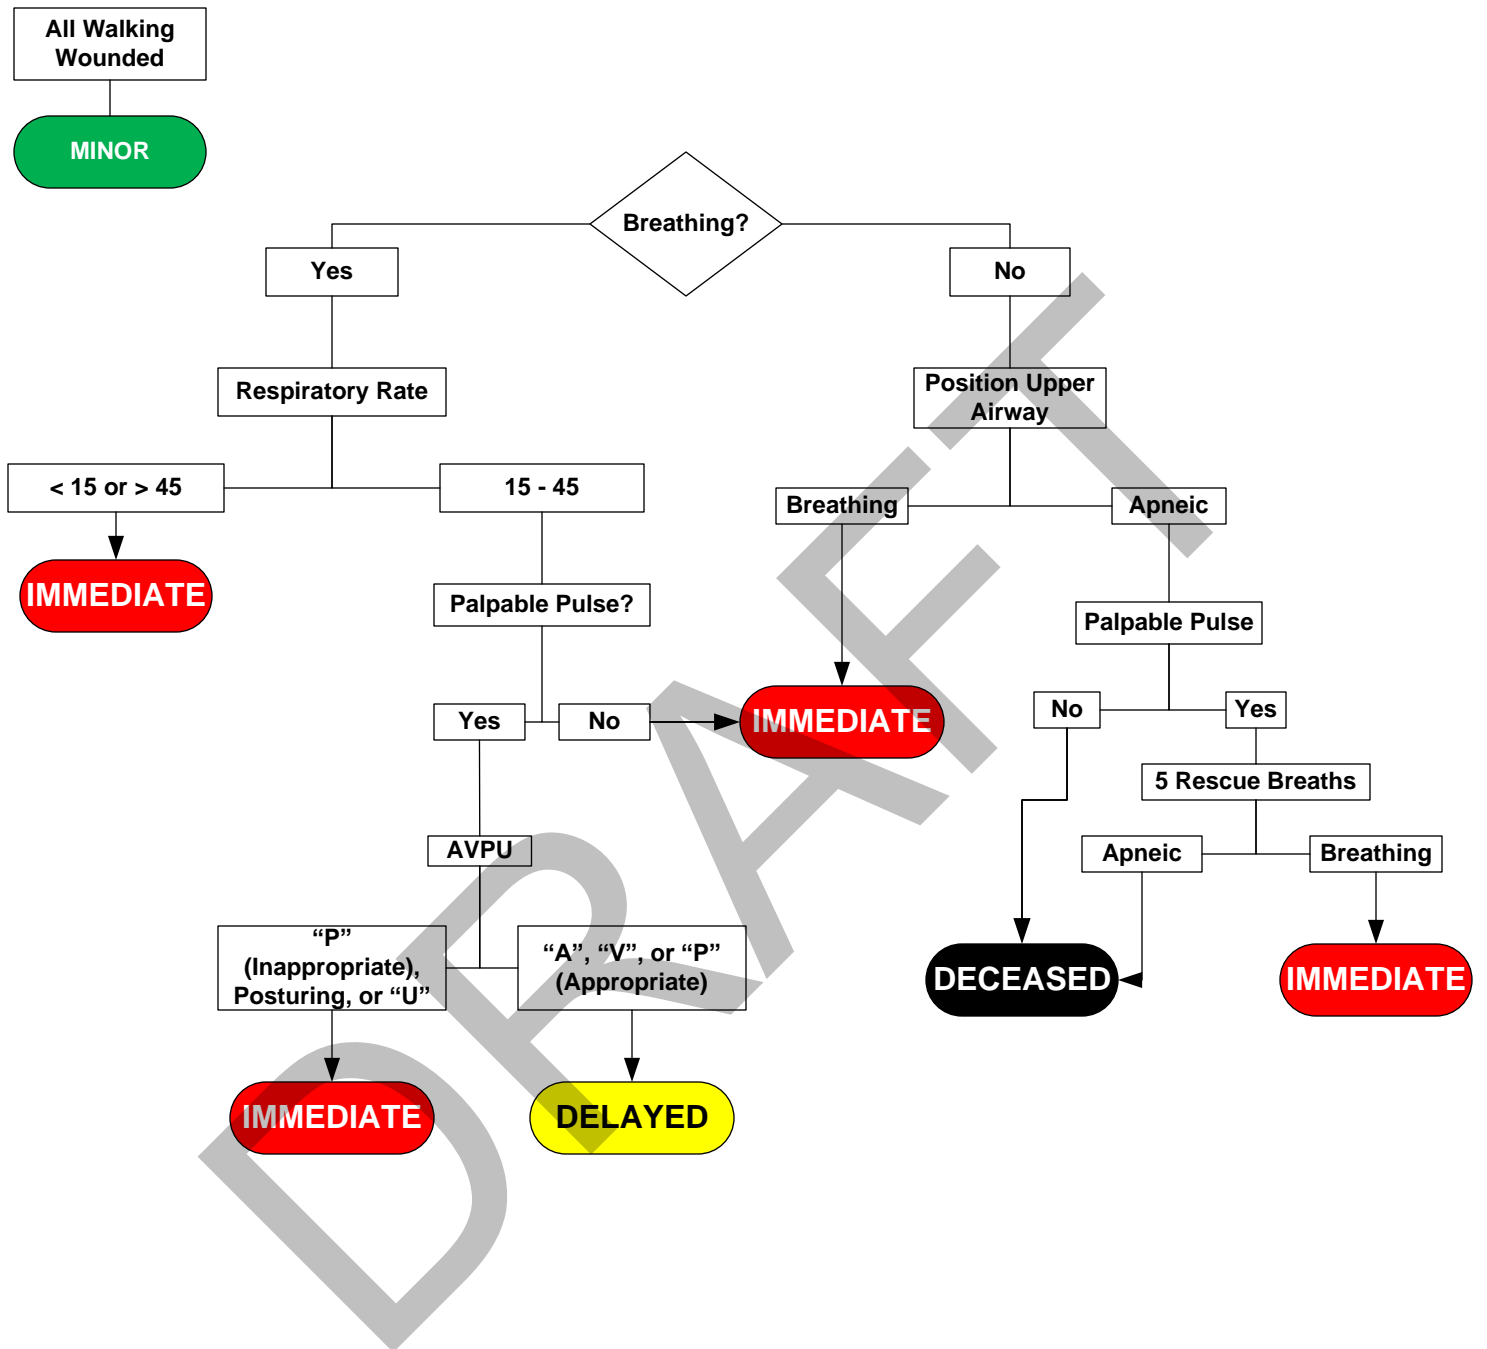 All Walking
Wounded
MINOR
Breathing?
Yes
No
Respiratory Rate
Position Upper
Airway
< 15 or > 45
15 - 45
Breathing
Apneic
IMMEDIATE
Palpable Pulse?
Palpable Pulse
Yes
No
IMMEDIATE
No
Yes
5 Rescue Breaths
AVPU
Apneic
Breathing
“P”
(Inappropriate),
Posturing, or “U”
“A”, “V”, or “P”
(Appropriate)
DECEASED
IMMEDIATE
IMMEDIATE
DELAYED
DRAFT